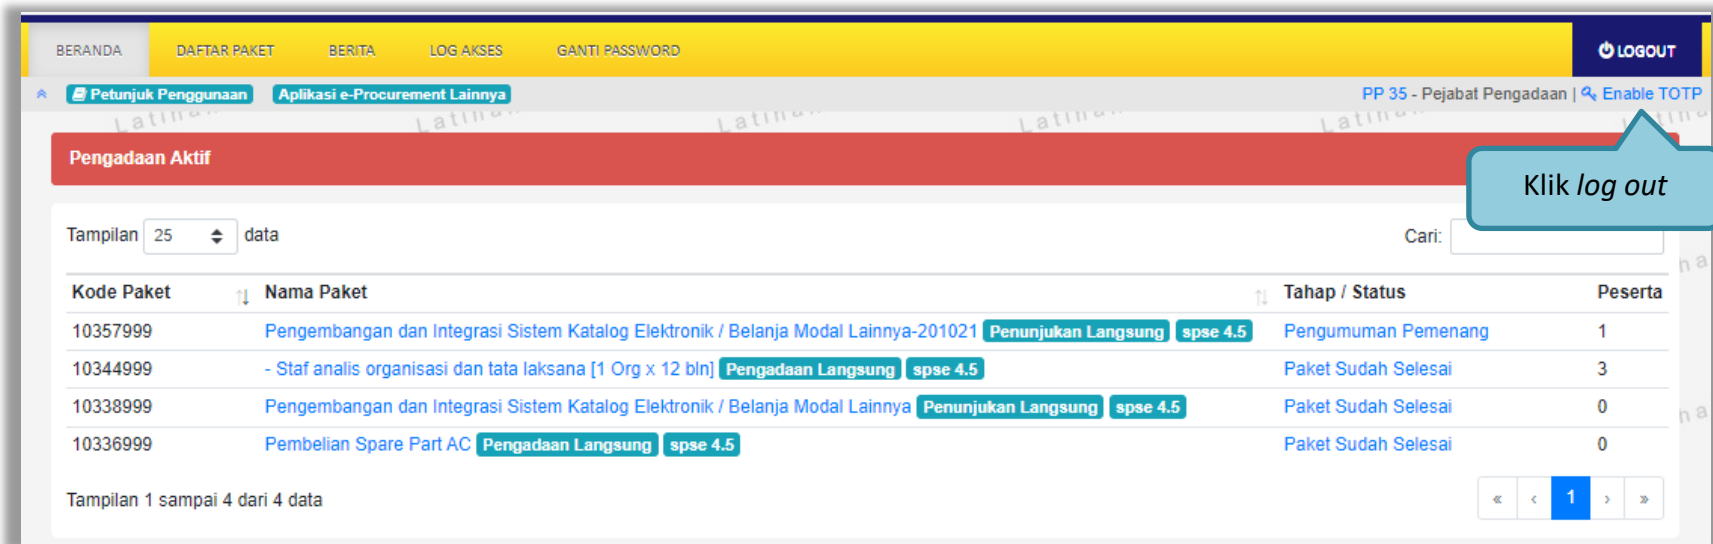 BERANDA DAFTAR PAKET BERITA LOG AKSES GANTI PASSWORD LOGOUT
Petunjuk Penggunaan Aplikasi e-Procurement Lainnya PP 35 - Pejabat Pengadaan | Enable TOTP
Pengadaan Aktif
Klik log out
Tampilan 25 data Cari:
Kode Paket Nama Paket Tahap / Status Peserta
10357999 Pengembangan dan Integrasi Sistem Katalog Elektronik / Belanja Modal Lainnya-201021 Penunjukan Langsung spse 4.5 Pengumuman Pemenang 1
10344999 - Staf analis organisasi dan tata laksana [1 Org x 12 bln] Pengadaan Langsung spse 4.5 Paket Sudah Selesai 3
10338999 Pengembangan dan Integrasi Sistem Katalog Elektronik / Belanja Modal Lainnya Penunjukan Langsung spse 4.5 Paket Sudah Selesai 0
10336999 Pembelian Spare Part AC Pengadaan Langsung spse 4.5 Paket Sudah Selesai 0
Tampilan 1 sampai 4 dari 4 data « ‹ 1 › »